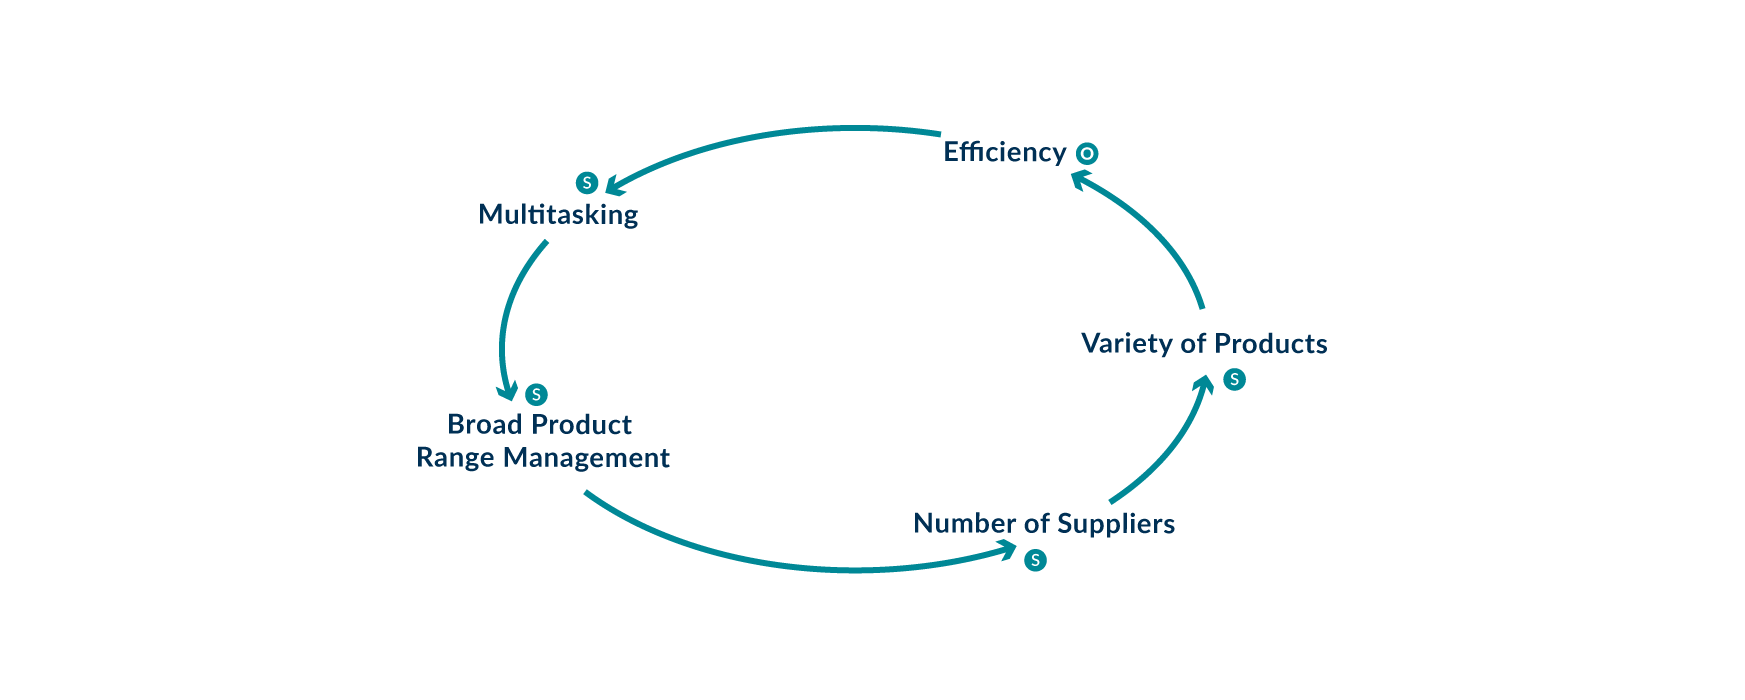 Efficiency O
S
Multitasking
Variety of Products
S
S
Broad Product
Range Management
Number of Suppliers
S